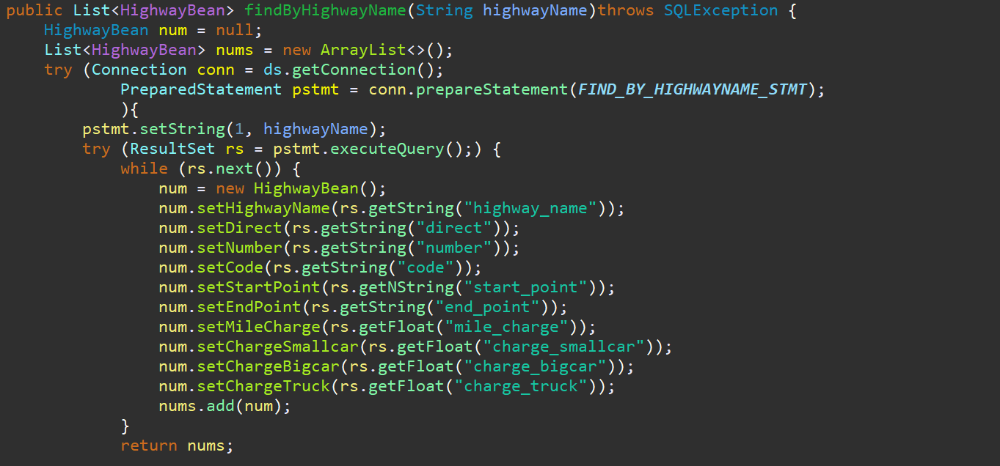 public List<HighwayBean> findByHighwayName(String highwayName)throws SQLException {
    HighwayBean num = null;
    List<HighwayBean> nums = new ArrayList<>();
    try (Connection conn = ds.getConnection();
            PreparedStatement pstmt = conn.prepareStatement(FIND_BY_HIGHWAYNAME_STMT);
            ){
        pstmt.setString(1, highwayName);
        try (ResultSet rs = pstmt.executeQuery();) {
            while (rs.next()) {
                num = new HighwayBean();
                num.setHighwayName(rs.getString("highway_name"));
                num.setDirect(rs.getString("direct"));
                num.setNumber(rs.getString("number"));
                num.setCode(rs.getString("code"));
                num.setStartPoint(rs.getNString("start_point"));
                num.setEndPoint(rs.getString("end_point"));
                num.setMileCharge(rs.getFloat("mile_charge"));
                num.setChargeSmallcar(rs.getFloat("charge_smallcar"));
                num.setChargeBigcar(rs.getFloat("charge_bigcar"));
                num.setChargeTruck(rs.getFloat("charge_truck"));
                nums.add(num);
            }
            return nums;